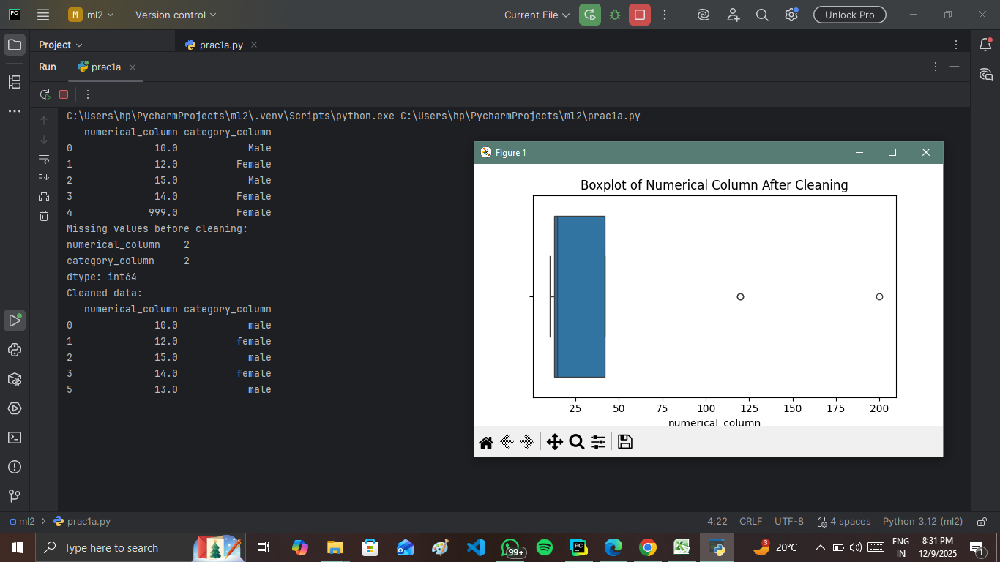 PC M ml2 Version control Current File Unlock Pro
Project prac1a.py
Run prac1a
C:\Users\hp\PycharmProjects\ml2\.venv\Scripts\python.exe C:\Users\hp\PycharmProjects\ml2\prac1a.py
numerical_column category_column
0 10.0 Male
1 12.0 Female
2 15.0 Male
3 14.0 Female
4 999.0 Female
Missing values before cleaning:
numerical_column 2
category_column 2
dtype: int64
Cleaned data:
numerical_column category_column
0 10.0 male
1 12.0 female
2 15.0 male
3 14.0 female
5 13.0 male
Figure 1
Boxplot of Numerical Column After Cleaning
25 50 75 100 125 150 175 200
numerical_column
ml2 prac1a.py 4:22 CRLF UTF-8 4 spaces Python 3.12 (ml2)
Type here to search 99+ PC 3 20°C ENG IN 8:31 PM 12/9/2025 1